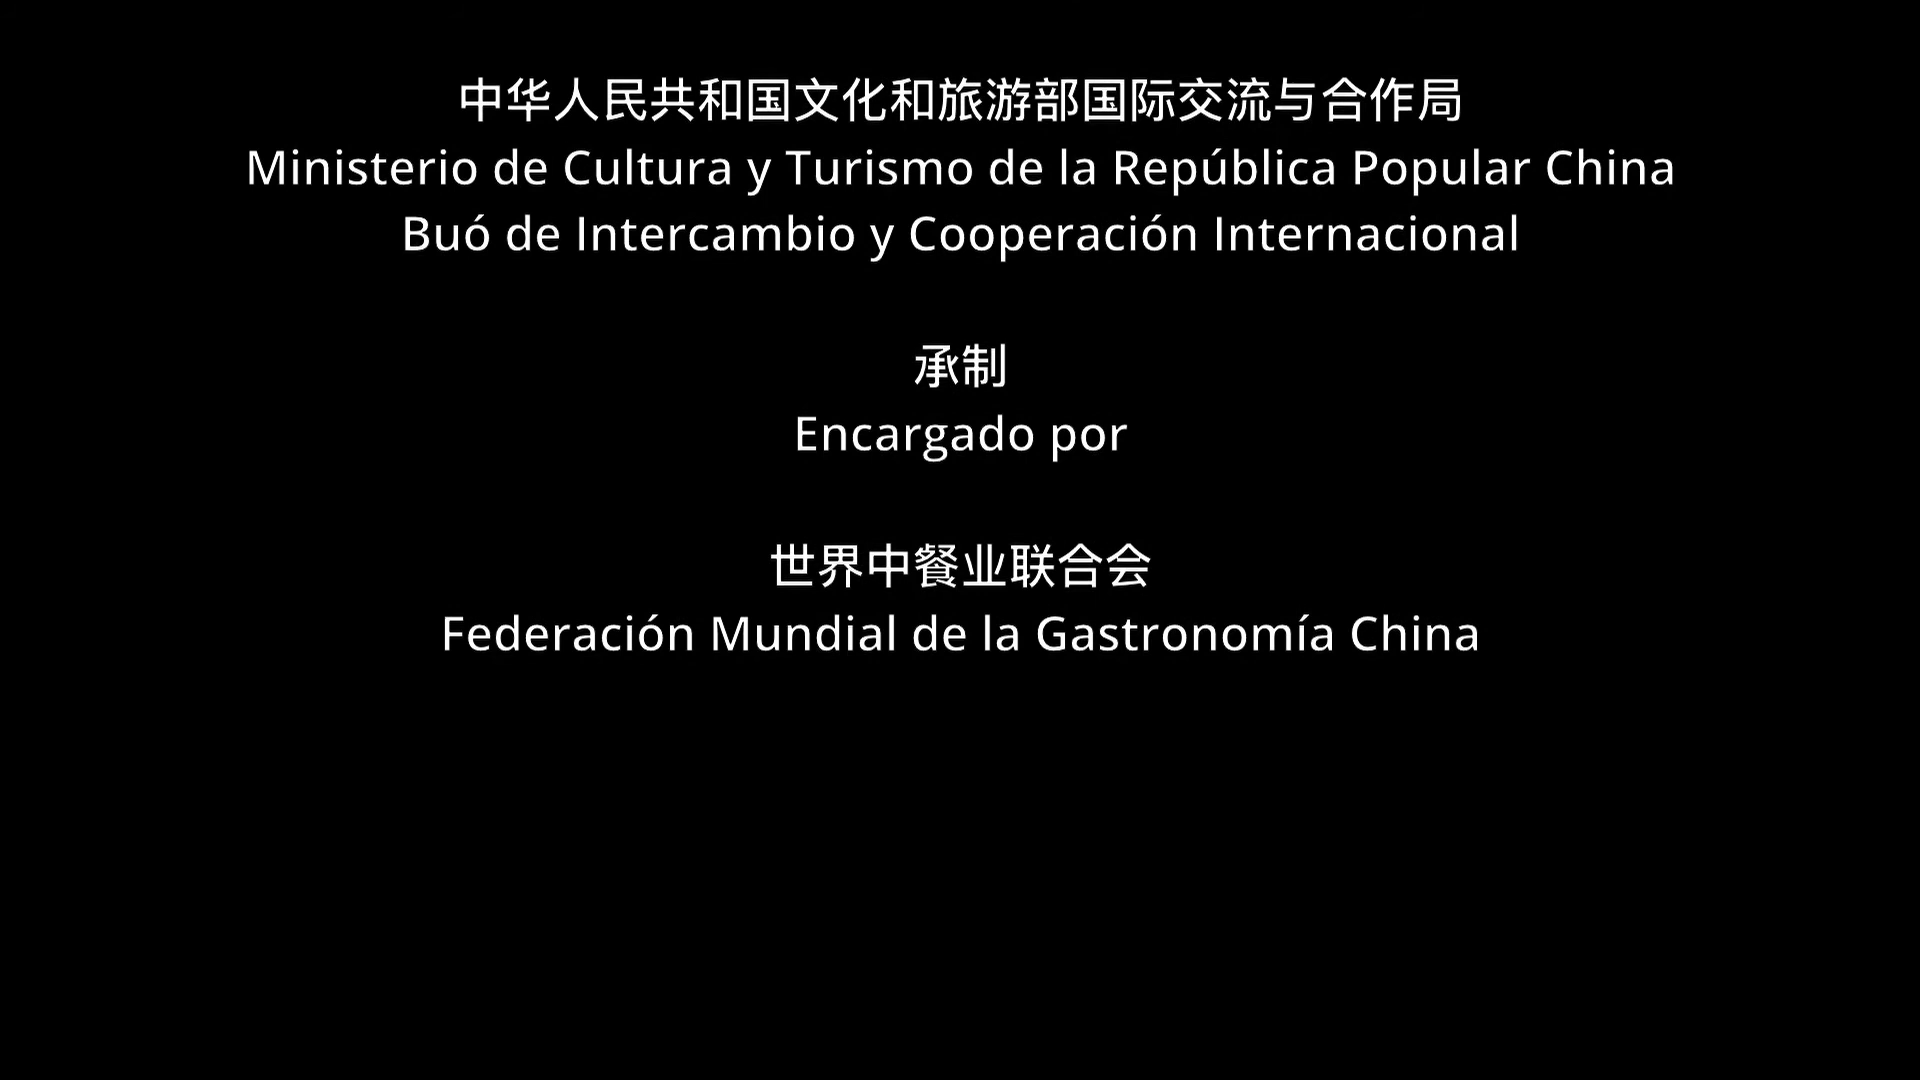 中华人民共和国文化和旅游部国际交流与合作局
Ministerio de Cultura y Turismo de la República Popular China
Buó de Intercambio y Cooperación Internacional
承制
Encargado por
世界中餐业联合会
Federación Mundial de la Gastronomía China